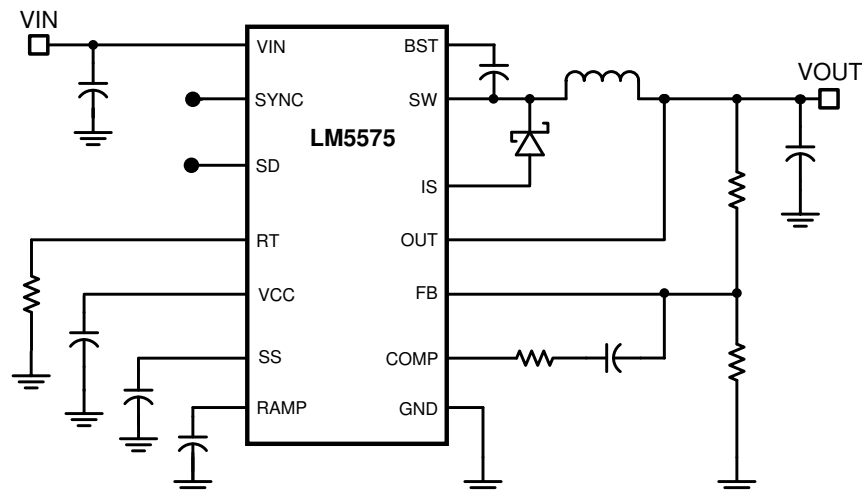 VIN
VIN
SYNC
SD
RT
VCC
SS
RAMP
LM5575
BST
SW
IS
OUT
FB
COMP
GND
VOUT